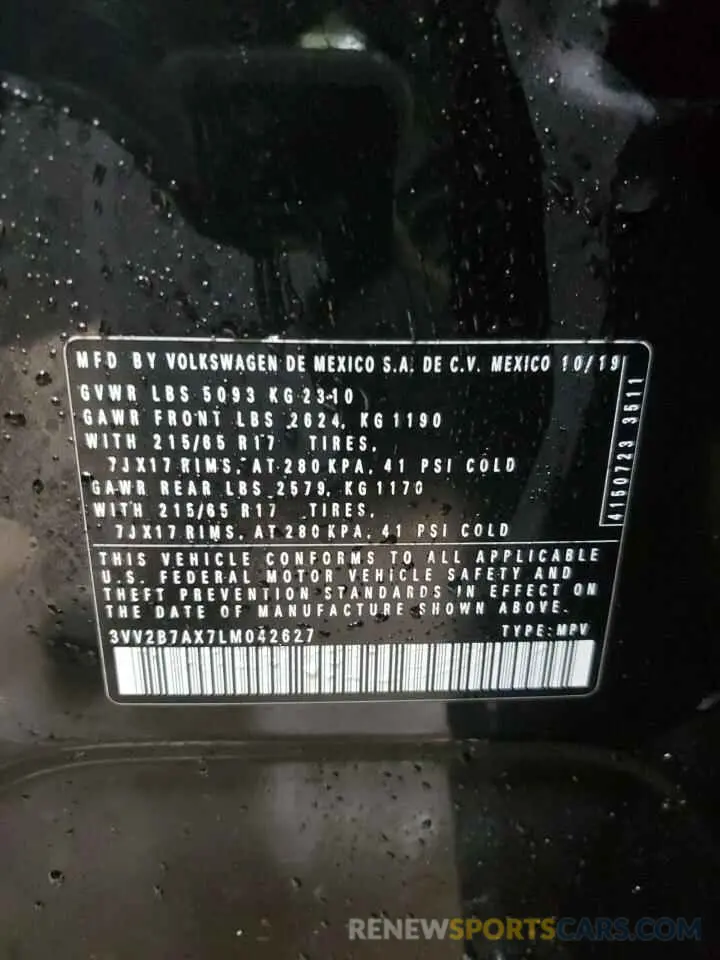 MFD BY VOLKSWAGEN DE MEXICO S.A. DE C.V. MEXICO 10/19
GVWR LBS 5093 KG 2310
GAWR FRONT LBS 2624, KG 1190
WITH 215/65 R17 TIRES,
7JX17 RIMS, AT 280 KPA, 41 PSI COLD
GAWR REAR LBS 2579, KG 1170
WITH 215/65 R17 TIRES,
7JX17 RIMS, AT 280 KPA, 41 PSI COLD
4150723 3511
THIS VEHICLE CONFORMS TO ALL APPLICABLE
U.S. FEDERAL MOTOR VEHICLE SAFETY AND
THEFT PREVENTION STANDARDS IN EFFECT ON
THE DATE OF MANUFACTURE SHOWN ABOVE.
3VV2B7AX7LM042627 TYPE: MPV
RENEWSPORTSCARS.COM